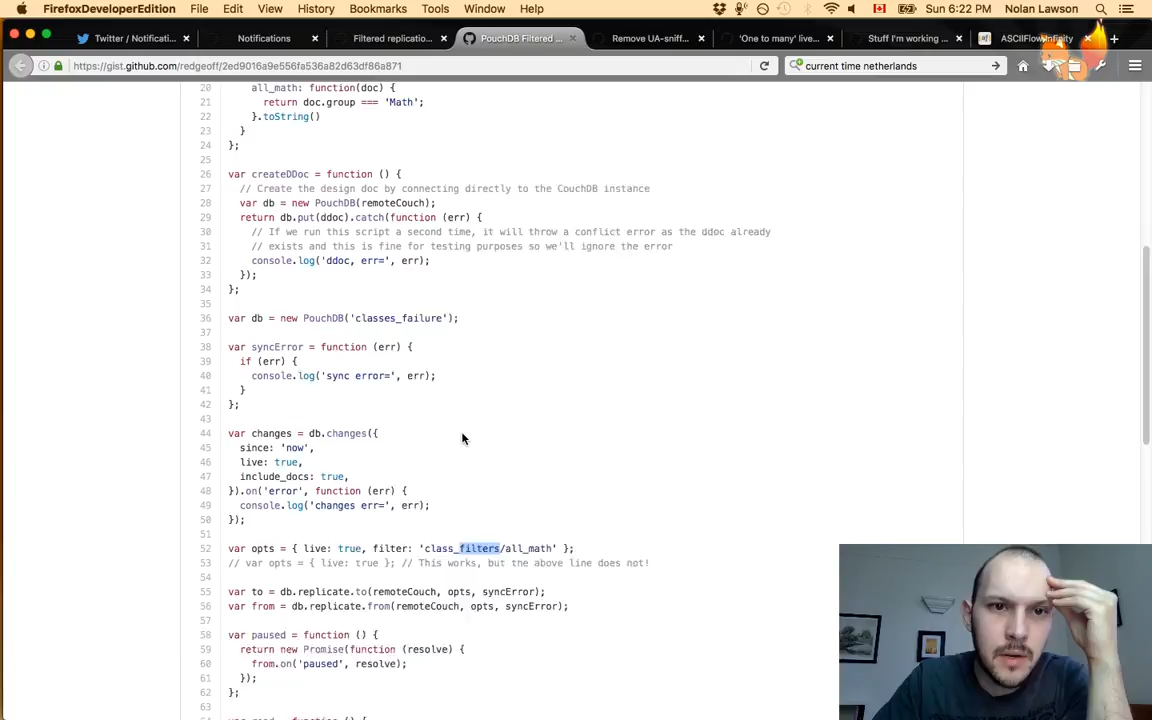 FirefoxDeveloperEdition File Edit View History Bookmarks Tools Window Help Sun 6:22 PM Nolan Lawson
Twitter / Notificati... Notifications Filtered replicatio... PouchDB Filtered ... Remove UA-sniff... 'One to many' live... Stuff I'm working ... ASCIIFlow Infinity
https://gist.github.com/redgeoff/2ed9016a9e556fa536a82d63df86a871 current time netherlands
20 all_math: function(doc) {
21 return doc.group === 'Math';
22 }.toString()
23 }
24 };
25
26 var createDDoc = function () {
27 // Create the design doc by connecting directly to the CouchDB instance
28 var db = new PouchDB(remoteCouch);
29 return db.put(ddoc).catch(function (err) {
30 // If we run this script a second time, it will throw a conflict error as the ddoc already
31 // exists and this is fine for testing purposes so we'll ignore the error
32 console.log('ddoc, err=', err);
33 });
34 };
35
36 var db = new PouchDB('classes_failure');
37
38 var syncError = function (err) {
39 if (err) {
40 console.log('sync error=', err);
41 }
42 };
43
44 var changes = db.changes({
45 since: 'now',
46 live: true,
47 include_docs: true,
48 }).on('error', function (err) {
49 console.log('changes err=', err);
50 });
51
52 var opts = { live: true, filter: 'class_filters/all_math' };
53 // var opts = { live: true }; // This works, but the above line does not!
54
55 var to = db.replicate.to(remoteCouch, opts, syncError);
56 var from = db.replicate.from(remoteCouch, opts, syncError);
57
58 var paused = function () {
59 return new Promise(function (resolve) {
60 from.on('paused', resolve);
61 });
62 };
63